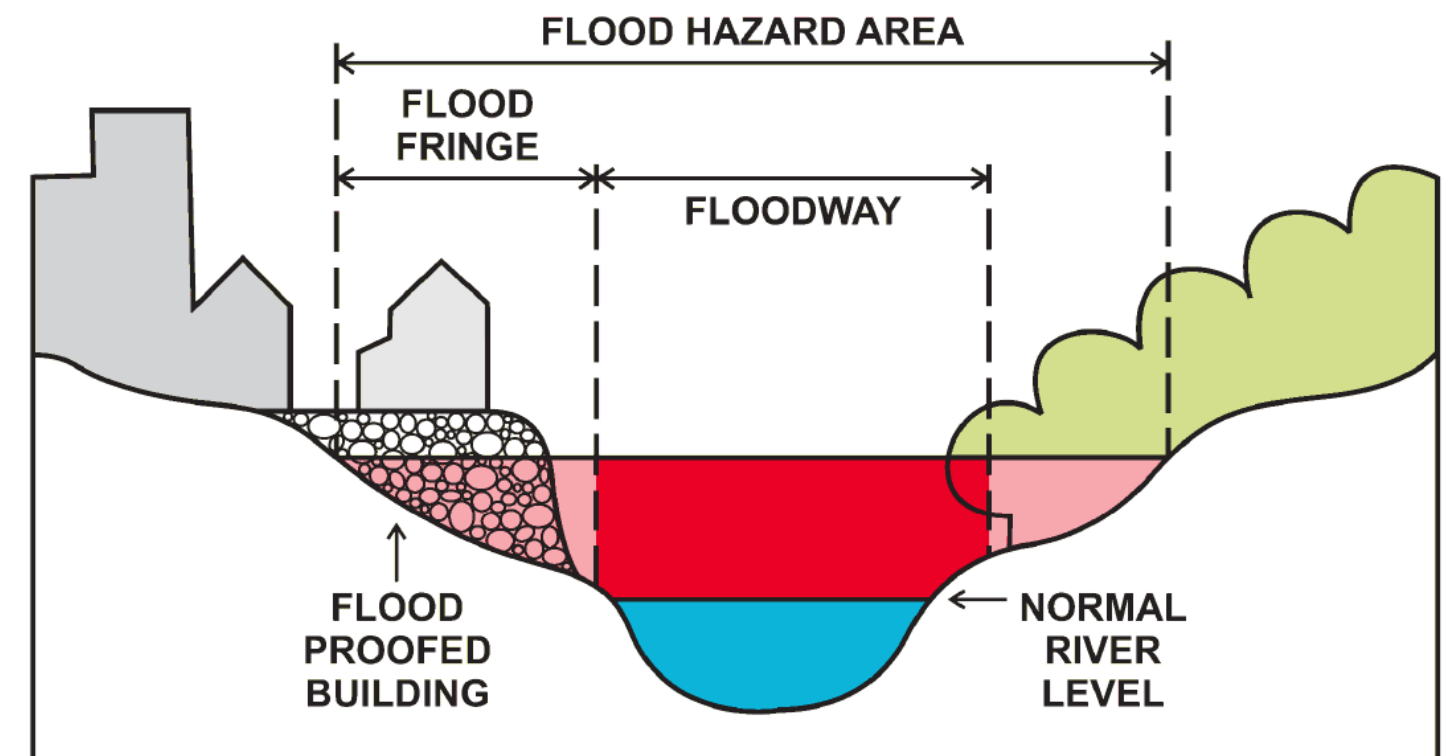 FLOOD HAZARD AREA
FLOOD
FRINGE
FLOODWAY
FLOOD
PROOFED
BUILDING
NORMAL
RIVER
LEVEL